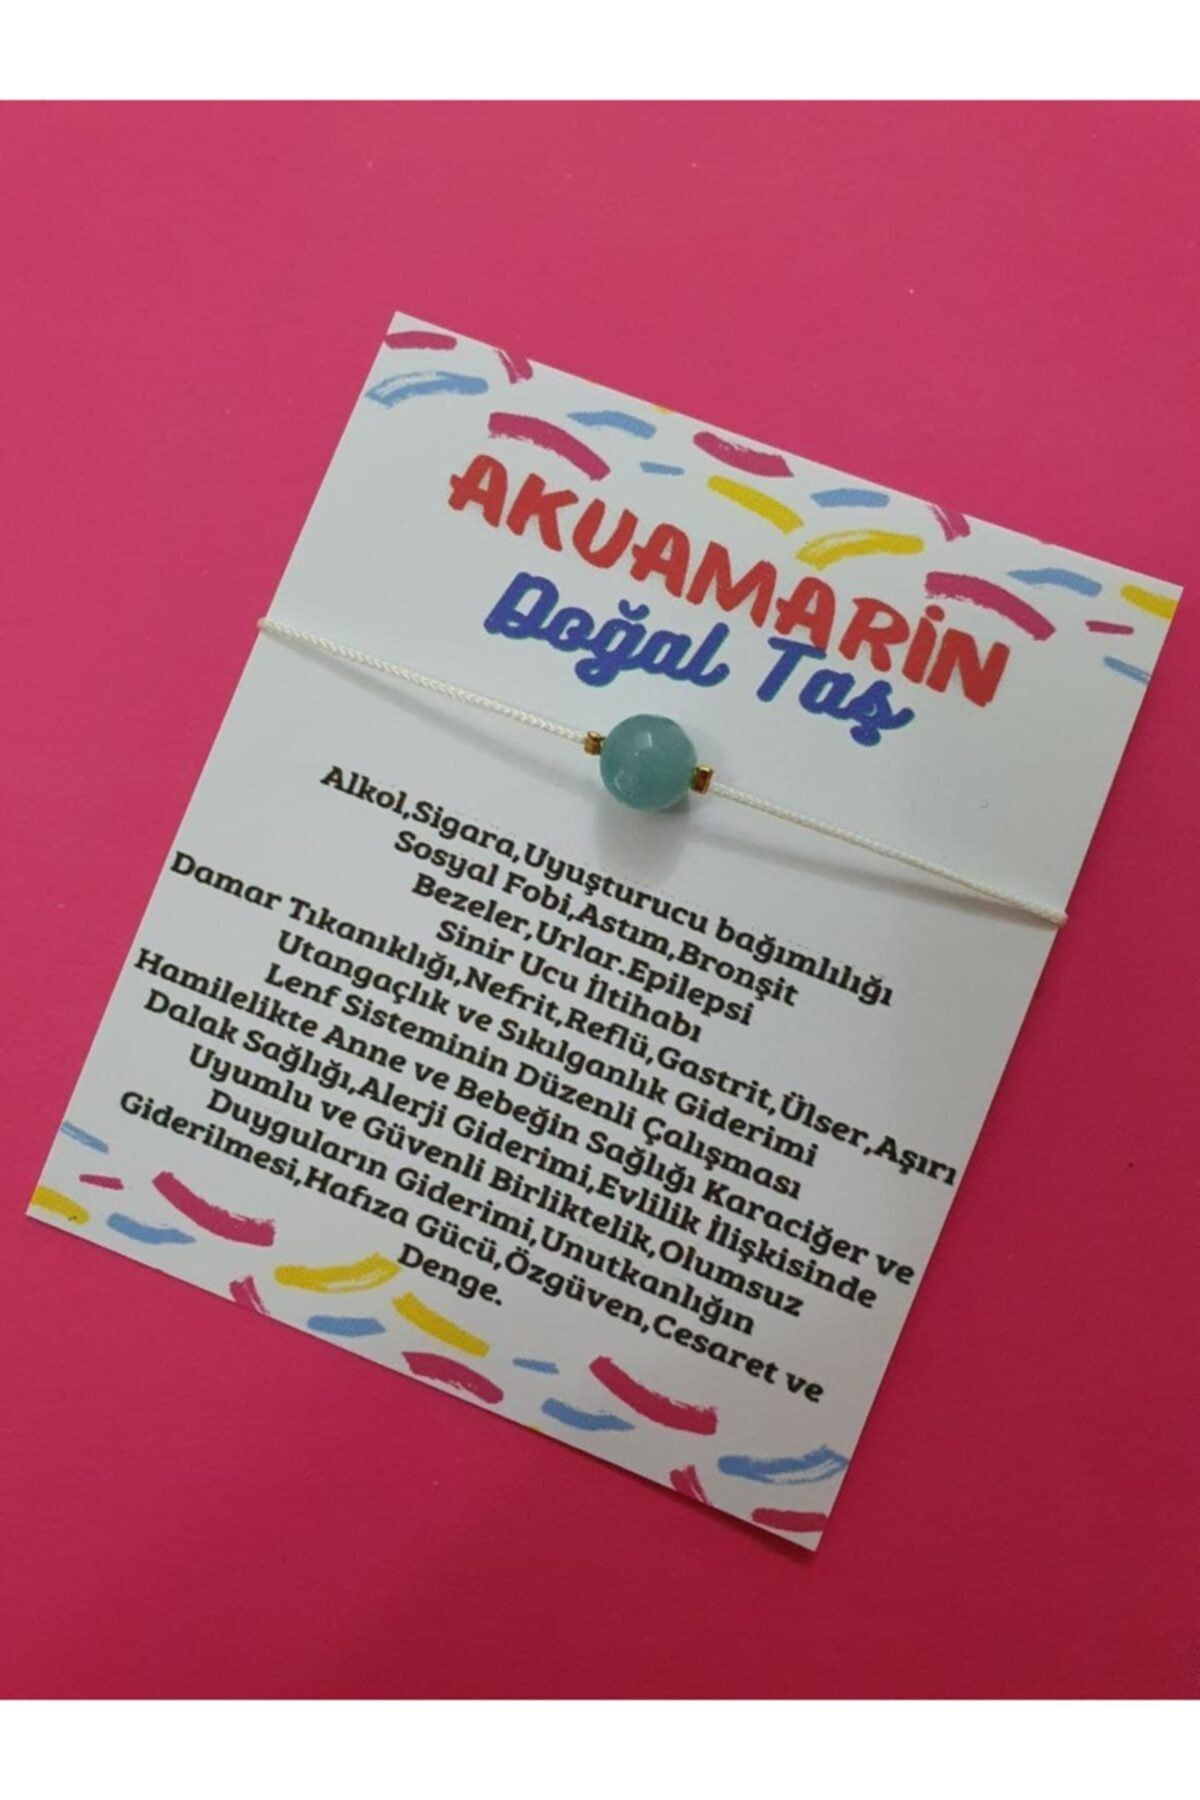 AKUAMARİN
Doğal Taş
Alkol,Sigara,Uyuşturucu bağımlılığı
Sosyal Fobi,Astım,Bronşit
Bezeler,Urlar.Epilepsi
Sinir Ucu İltihabı
Damar Tıkanıklığı,Nefrit,Reflü,Gastrit,Ülser,Aşırı
Utangaçlık ve Sıkılganlık Giderimi
Lenf Sisteminin Düzenli Çalışması
Hamilelikte Anne ve Bebeğin Sağlığı Karaciğer ve
Dalak Sağlığı,Alerji Giderimi,Evlilik İlişkisinde
Uyumlu ve Güvenli Birliktelik,Olumsuz
Duyguların Giderimi,Unutkanlığın
Giderilmesi,Hafıza Gücü,Özgüven,Cesaret ve
Denge.